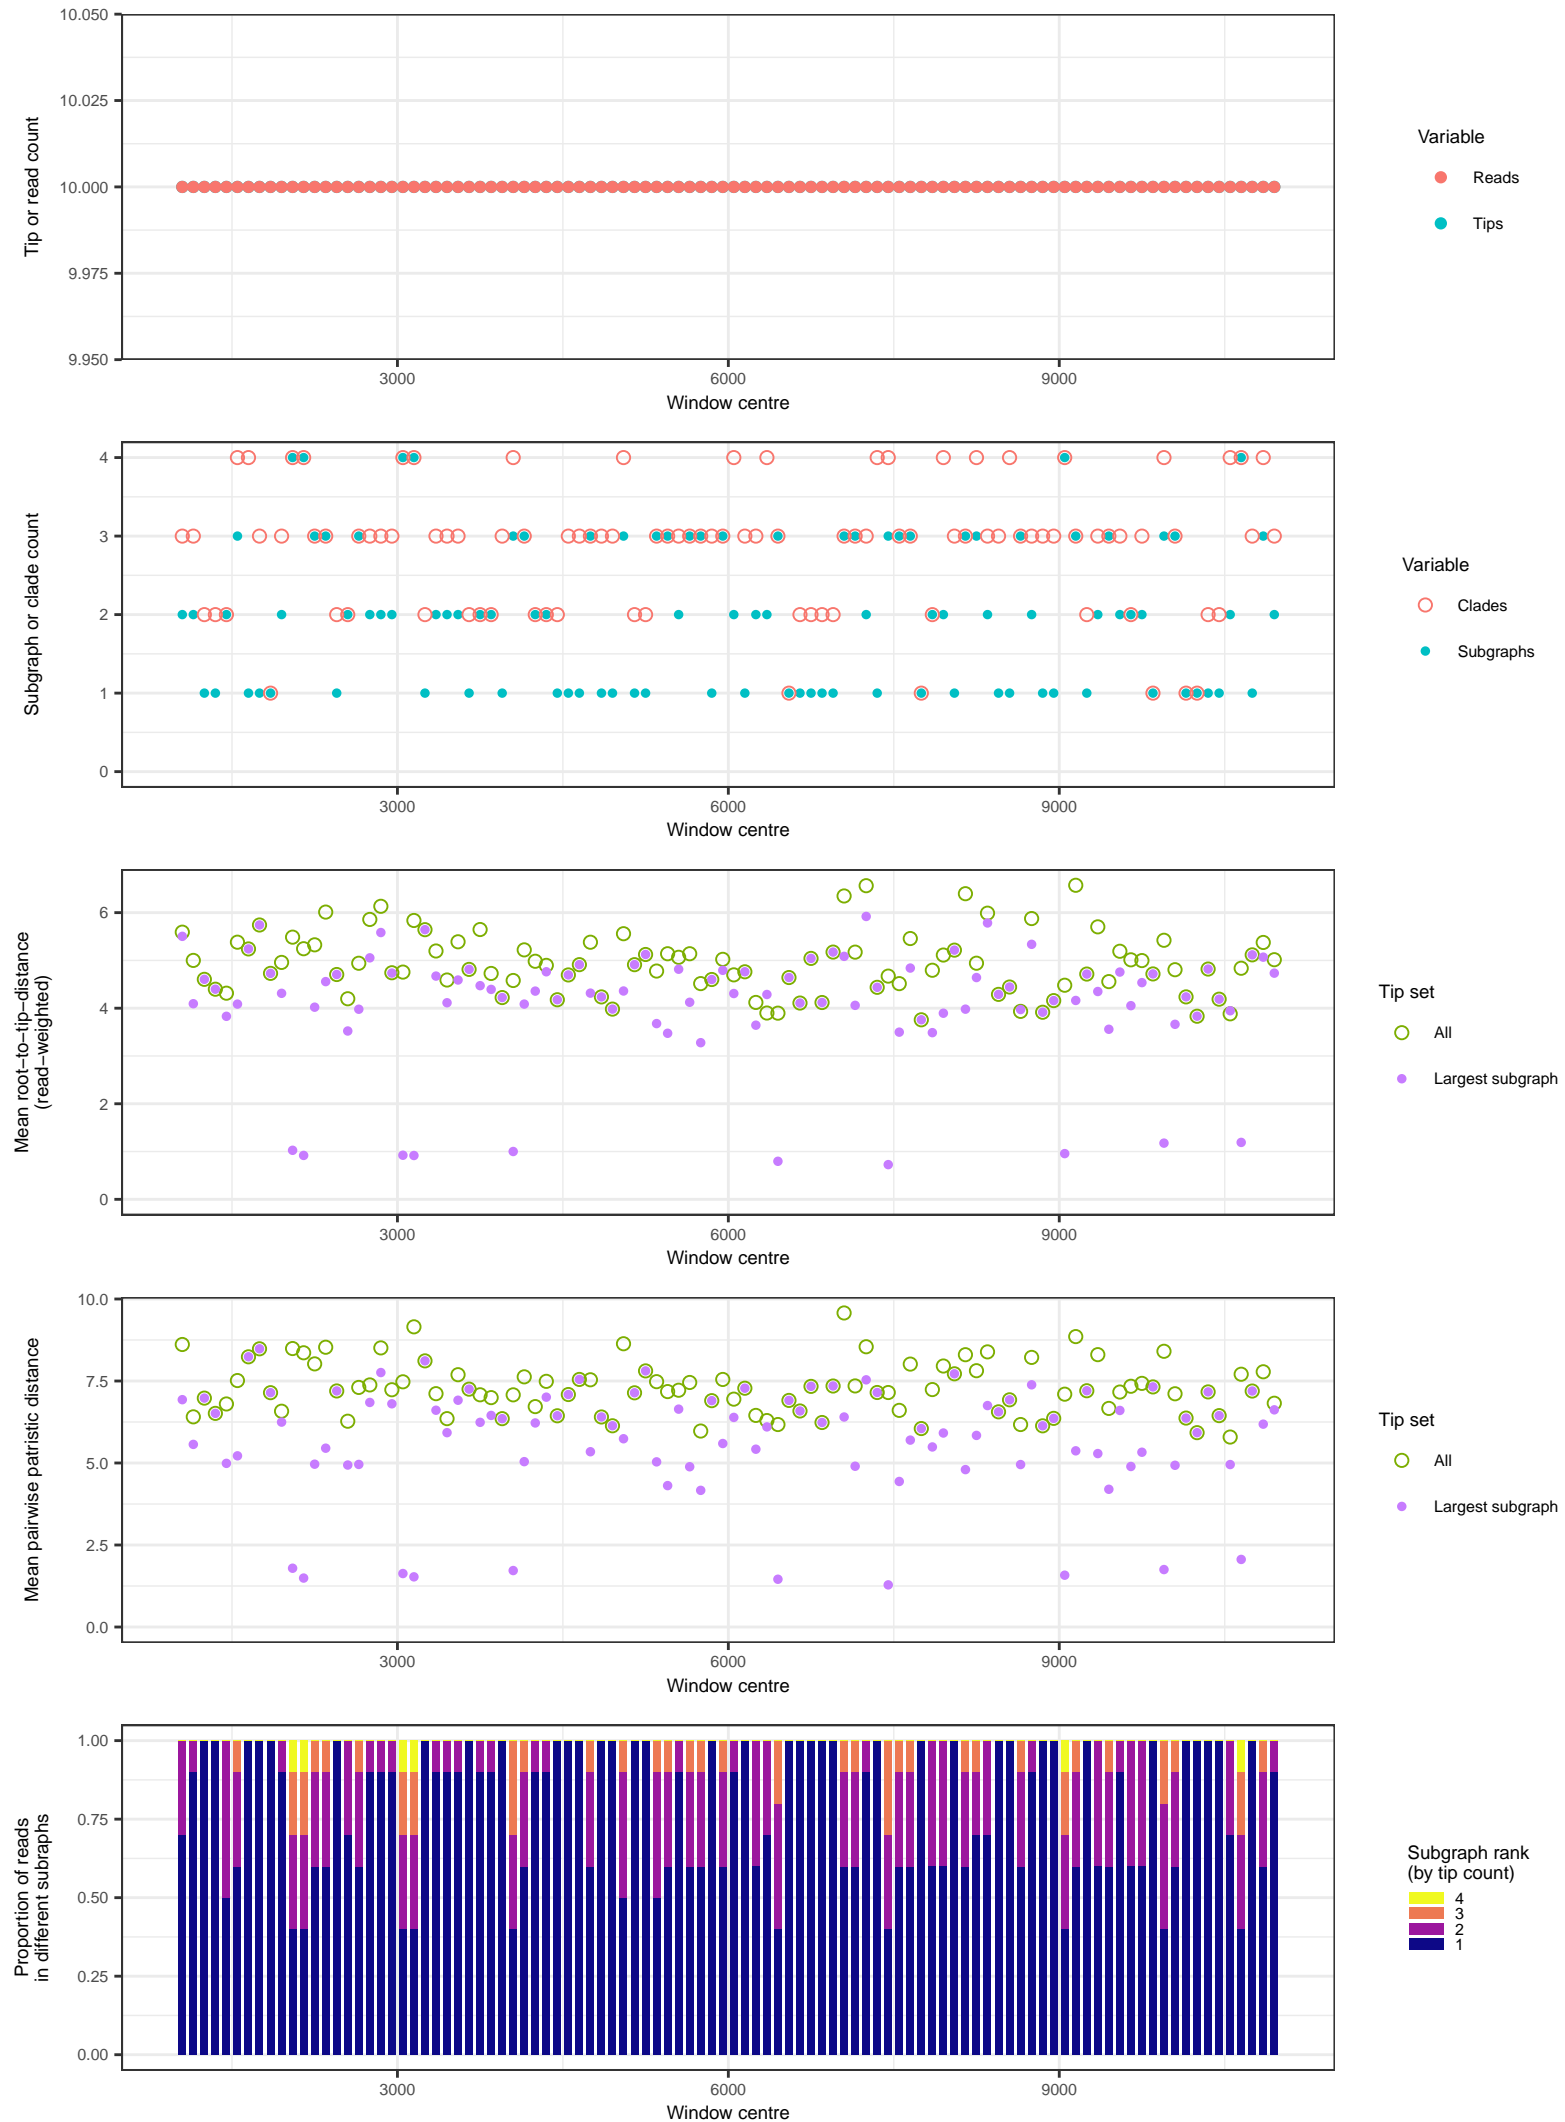 10.050
10.025
10.000
9.975
9.950
Tip or read count
3000 6000 9000
Window centre
Variable
Reads
Tips
4
3
2
1
0
Subgraph or clade count
3000 6000 9000
Window centre
Variable
Clades
Subgraphs
6
4
2
0
Mean root−to−tip−distance
(read−weighted)
3000 6000 9000
Window centre
Tip set
All
Largest subgraph
10.0
7.5
5.0
2.5
0.0
Mean pairwise patristic distance
3000 6000 9000
Window centre
Tip set
All
Largest subgraph
1.00
0.75
0.50
0.25
0.00
Proportion of reads
in different subraphs
3000 6000 9000
Window centre
Subgraph rank
(by tip count)
4
3
2
1